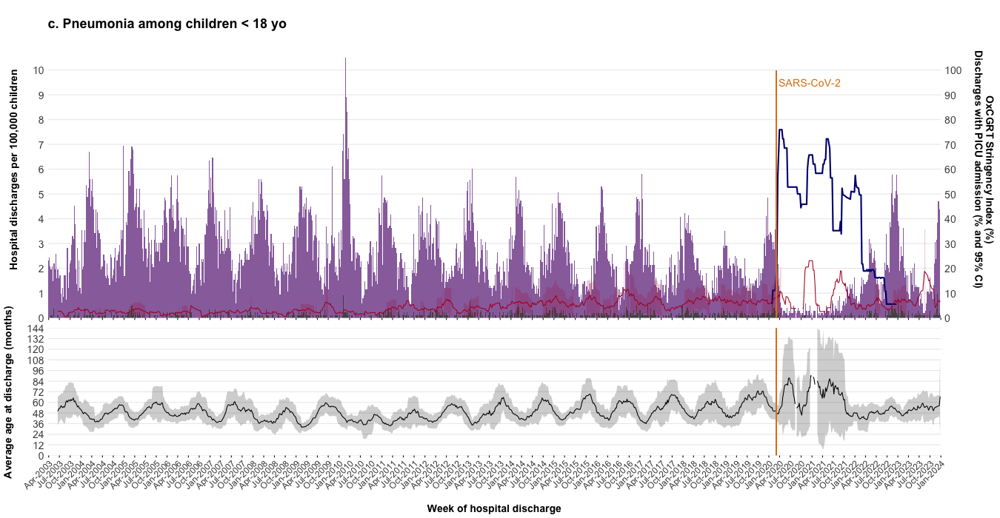 c. Pneumonia among children < 18 yo
Hospital discharges per 100,000 children
10
9
8
7
6
5
4
3
2
1
0
SARS-CoV-2
100
90
80
70
60
50
40
30
20
10
0
OxCGRT Stringency Index (%)
Discharges with PICU admission (% and 95% CI)
Average age at discharge (months)
144
132
120
108
96
84
72
60
48
36
24
12
0
Apr-2003
Jul-2003
Oct-2003
Jan-2004
Apr-2004
Jul-2004
Oct-2004
Jan-2005
Apr-2005
Jul-2005
Oct-2005
Jan-2006
Apr-2006
Jul-2006
Oct-2006
Jan-2007
Apr-2007
Jul-2007
Oct-2007
Jan-2008
Apr-2008
Jul-2008
Oct-2008
Jan-2009
Apr-2009
Jul-2009
Oct-2009
Jan-2010
Apr-2010
Jul-2010
Oct-2010
Jan-2011
Apr-2011
Jul-2011
Oct-2011
Jan-2012
Apr-2012
Jul-2012
Oct-2012
Jan-2013
Apr-2013
Jul-2013
Oct-2013
Jan-2014
Apr-2014
Jul-2014
Oct-2014
Jan-2015
Apr-2015
Jul-2015
Oct-2015
Jan-2016
Apr-2016
Jul-2016
Oct-2016
Jan-2017
Apr-2017
Jul-2017
Oct-2017
Jan-2018
Apr-2018
Jul-2018
Oct-2018
Jan-2019
Apr-2019
Jul-2019
Oct-2019
Jan-2020
Apr-2020
Jul-2020
Oct-2020
Jan-2021
Apr-2021
Jul-2021
Oct-2021
Jan-2022
Apr-2022
Jul-2022
Oct-2022
Jan-2023
Apr-2023
Jul-2023
Oct-2023
Jan-2024
Week of hospital discharge